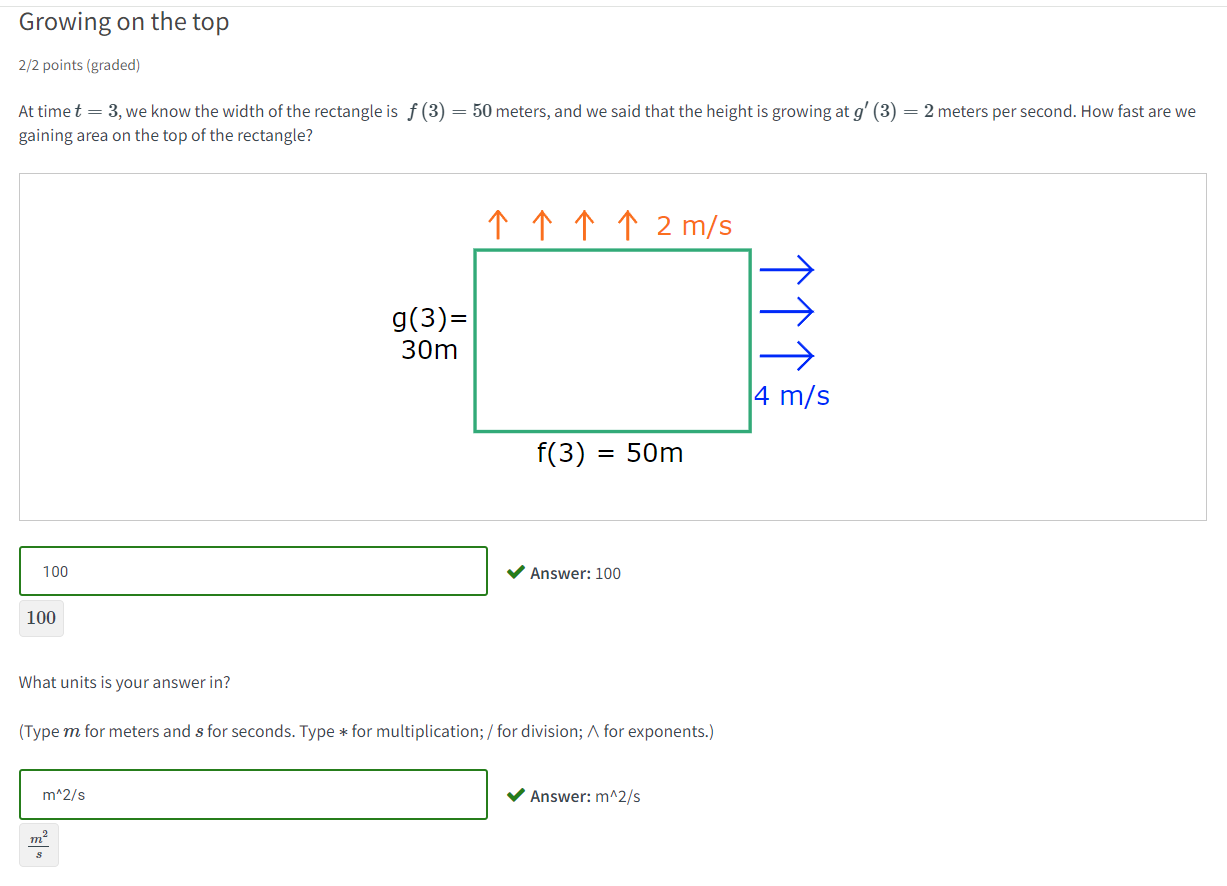 Growing on the top
2/2 points (graded)
At time t = 3, we know the width of the rectangle is f (3) = 50 meters, and we said that the height is growing at g′ (3) = 2 meters per second. How fast are we
gaining area on the top of the rectangle?
↑ ↑ ↑ ↑ 2 m/s
g(3)=
30m
4 m/s
f(3) = 50m
100
Answer: 100
100
What units is your answer in?
(Type m for meters and s for seconds. Type * for multiplication; / for division; ∧ for exponents.)
m^2/s
Answer: m^2/s
m²
s